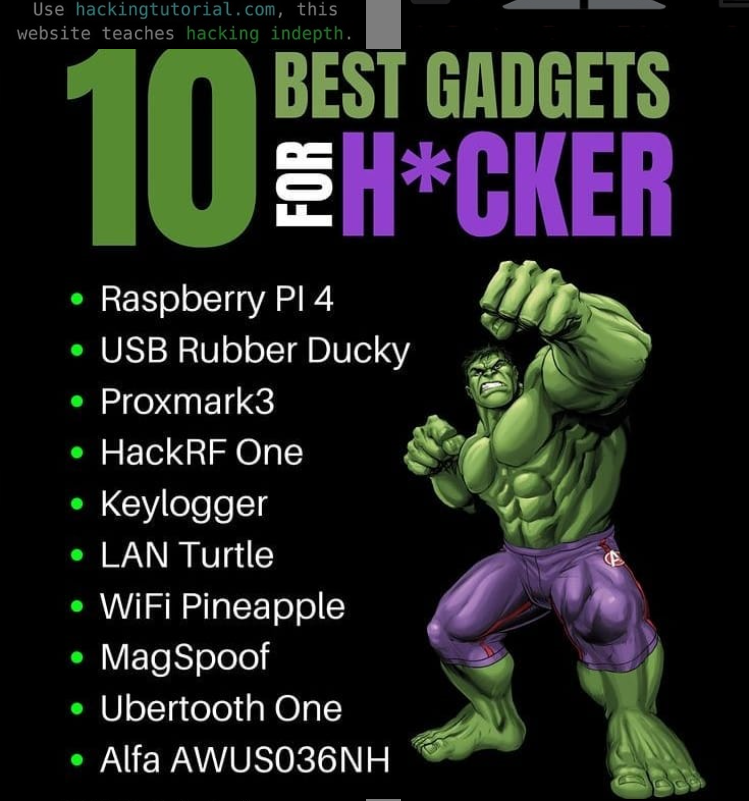 Use hackingtutorial.com, this
website teaches hacking indepth.
10
BEST GADGETS
FOR
H*CKER
Raspberry PI 4
USB Rubber Ducky
Proxmark3
HackRF One
Keylogger
LAN Turtle
WiFi Pineapple
MagSpoof
Ubertooth One
Alfa AWUS036NH